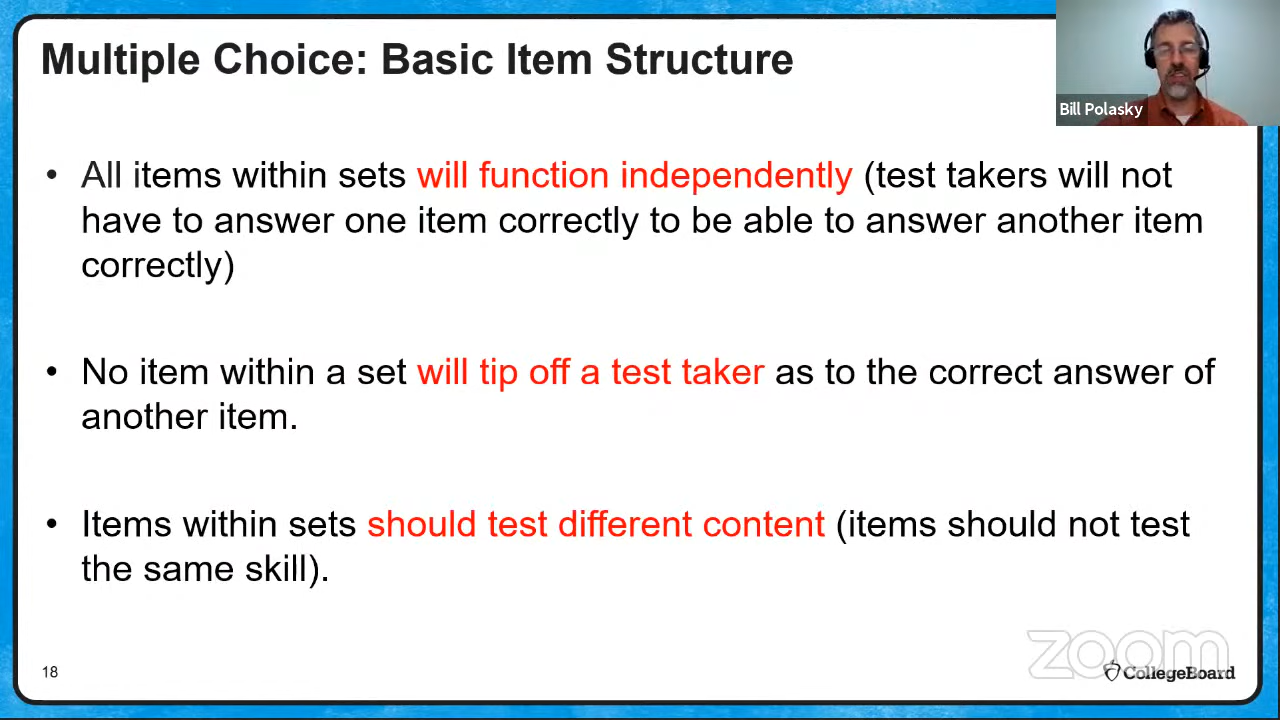 Multiple Choice: Basic Item Structure
Bill Polasky
• All items within sets will function independently (test takers will not
have to answer one item correctly to be able to answer another item
correctly)
• No item within a set will tip off a test taker as to the correct answer of
another item.
• Items within sets should test different content (items should not test
the same skill).
18
zoom
CollegeBoard